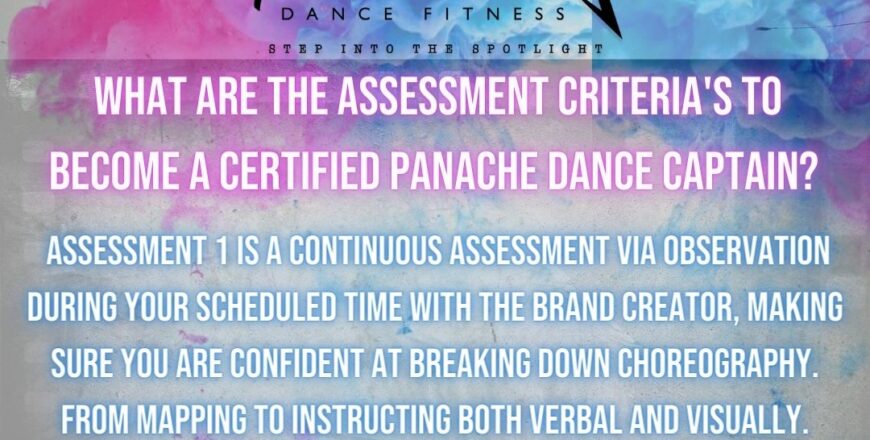 DANCE FITNESS
STEP INTO THE SPOTLIGHT
WHAT ARE THE ASSESSMENT CRITERIA'S TO
BECOME A CERTIFIED PANACHE DANCE CAPTAIN?
ASSESSMENT 1 IS A CONTINUOUS ASSESSMENT VIA OBSERVATION
DURING YOUR SCHEDULED TIME WITH THE BRAND CREATOR, MAKING
SURE YOU ARE CONFIDENT AT BREAKING DOWN CHOREOGRAPHY.
FROM MAPPING TO INSTRUCTING BOTH VERBAL AND VISUALLY.